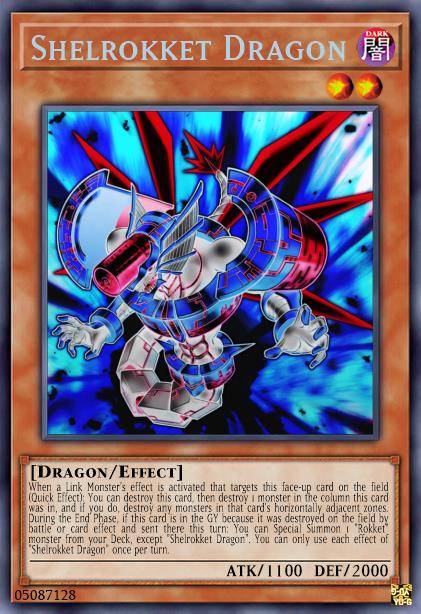 Shelrokket Dragon
DARK
闇
[Dragon/Effect]
When a Link Monster's effect is activated that targets this face-up card on the field
(Quick Effect): You can destroy this card, then destroy 1 monster in the column this card
was in, and if you do, destroy any monsters in that card's horizontally adjacent zones.
During the End Phase, if this card is in the GY because it was destroyed on the field by
battle or card effect and sent there this turn: You can Special Summon 1 "Rokket"
monster from your Deck, except "Shelrokket Dragon". You can only use each effect of
"Shelrokket Dragon" once per turn.
ATK/1100 DEF/2000
05087128